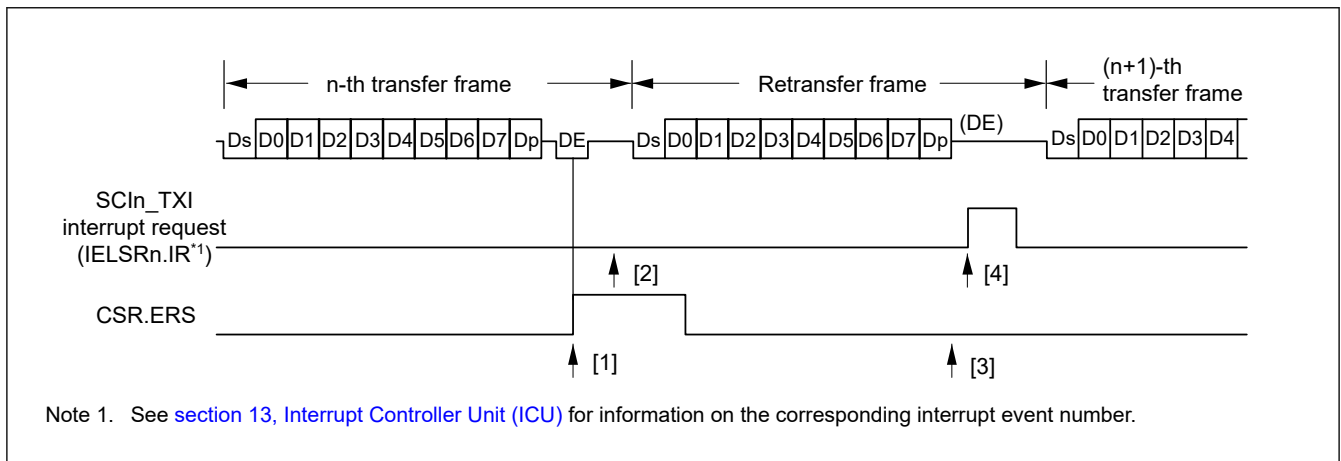 n-th transfer frame
Retransfer frame
(n+1)-th
transfer frame
Ds D0 D1 D2 D3 D4 D5 D6 D7 Dp DE Ds D0 D1 D2 D3 D4 D5 D6 D7 Dp (DE) Ds D0 D1 D2 D3 D4
SCIn_TXI
interrupt request
(IELSRn.IR*1)
[2]
[4]
CSR.ERS
[1]
[3]
Note 1. See section 13, Interrupt Controller Unit (ICU) for information on the corresponding interrupt event number.